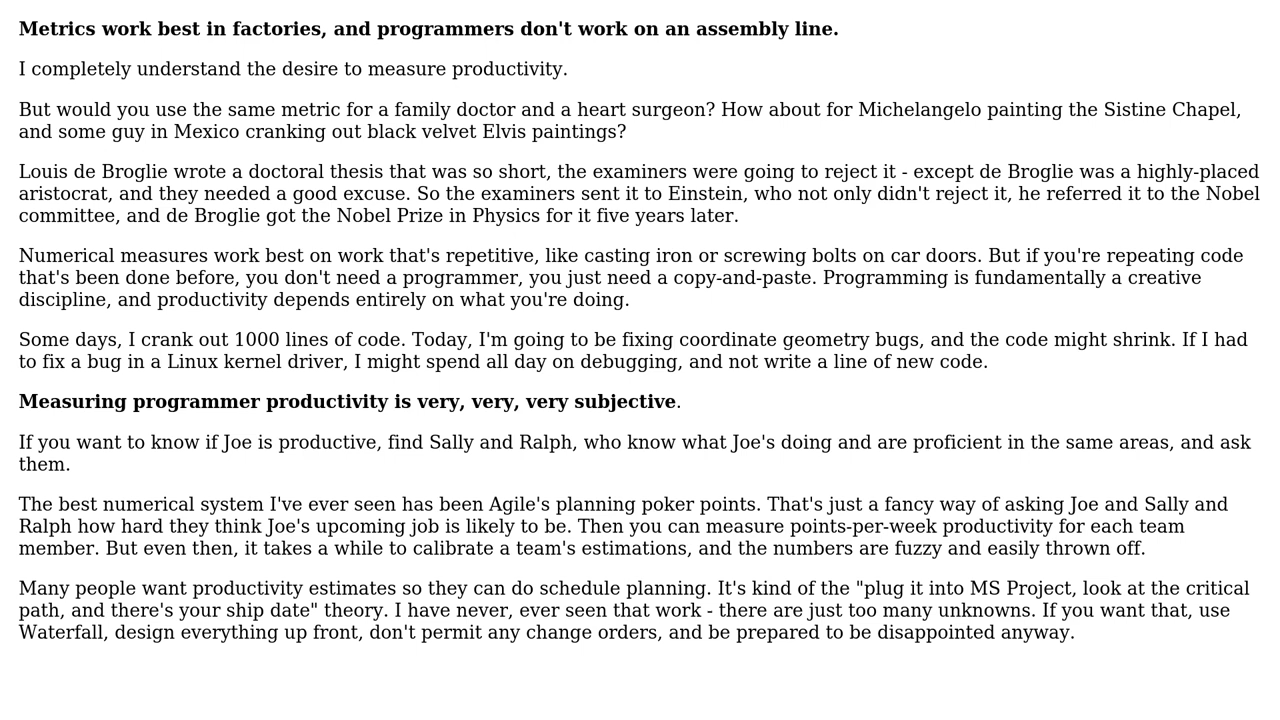 Metrics work best in factories, and programmers don't work on an assembly line.
I completely understand the desire to measure productivity.
But would you use the same metric for a family doctor and a heart surgeon? How about for Michelangelo painting the Sistine Chapel,
and some guy in Mexico cranking out black velvet Elvis paintings?
Louis de Broglie wrote a doctoral thesis that was so short, the examiners were going to reject it - except de Broglie was a highly-placed
aristocrat, and they needed a good excuse. So the examiners sent it to Einstein, who not only didn't reject it, he referred it to the Nobel
committee, and de Broglie got the Nobel Prize in Physics for it five years later.
Numerical measures work best on work that's repetitive, like casting iron or screwing bolts on car doors. But if you're repeating code
that's been done before, you don't need a programmer, you just need a copy-and-paste. Programming is fundamentally a creative
discipline, and productivity depends entirely on what you're doing.
Some days, I crank out 1000 lines of code. Today, I'm going to be fixing coordinate geometry bugs, and the code might shrink. If I had
to fix a bug in a Linux kernel driver, I might spend all day on debugging, and not write a line of new code.
Measuring programmer productivity is very, very, very subjective.
If you want to know if Joe is productive, find Sally and Ralph, who know what Joe's doing and are proficient in the same areas, and ask
them.
The best numerical system I've ever seen has been Agile's planning poker points. That's just a fancy way of asking Joe and Sally and
Ralph how hard they think Joe's upcoming job is likely to be. Then you can measure points-per-week productivity for each team
member. But even then, it takes a while to calibrate a team's estimations, and the numbers are fuzzy and easily thrown off.
Many people want productivity estimates so they can do schedule planning. It's kind of the "plug it into MS Project, look at the critical
path, and there's your ship date" theory. I have never, ever seen that work - there are just too many unknowns. If you want that, use
Waterfall, design everything up front, don't permit any change orders, and be prepared to be disappointed anyway.